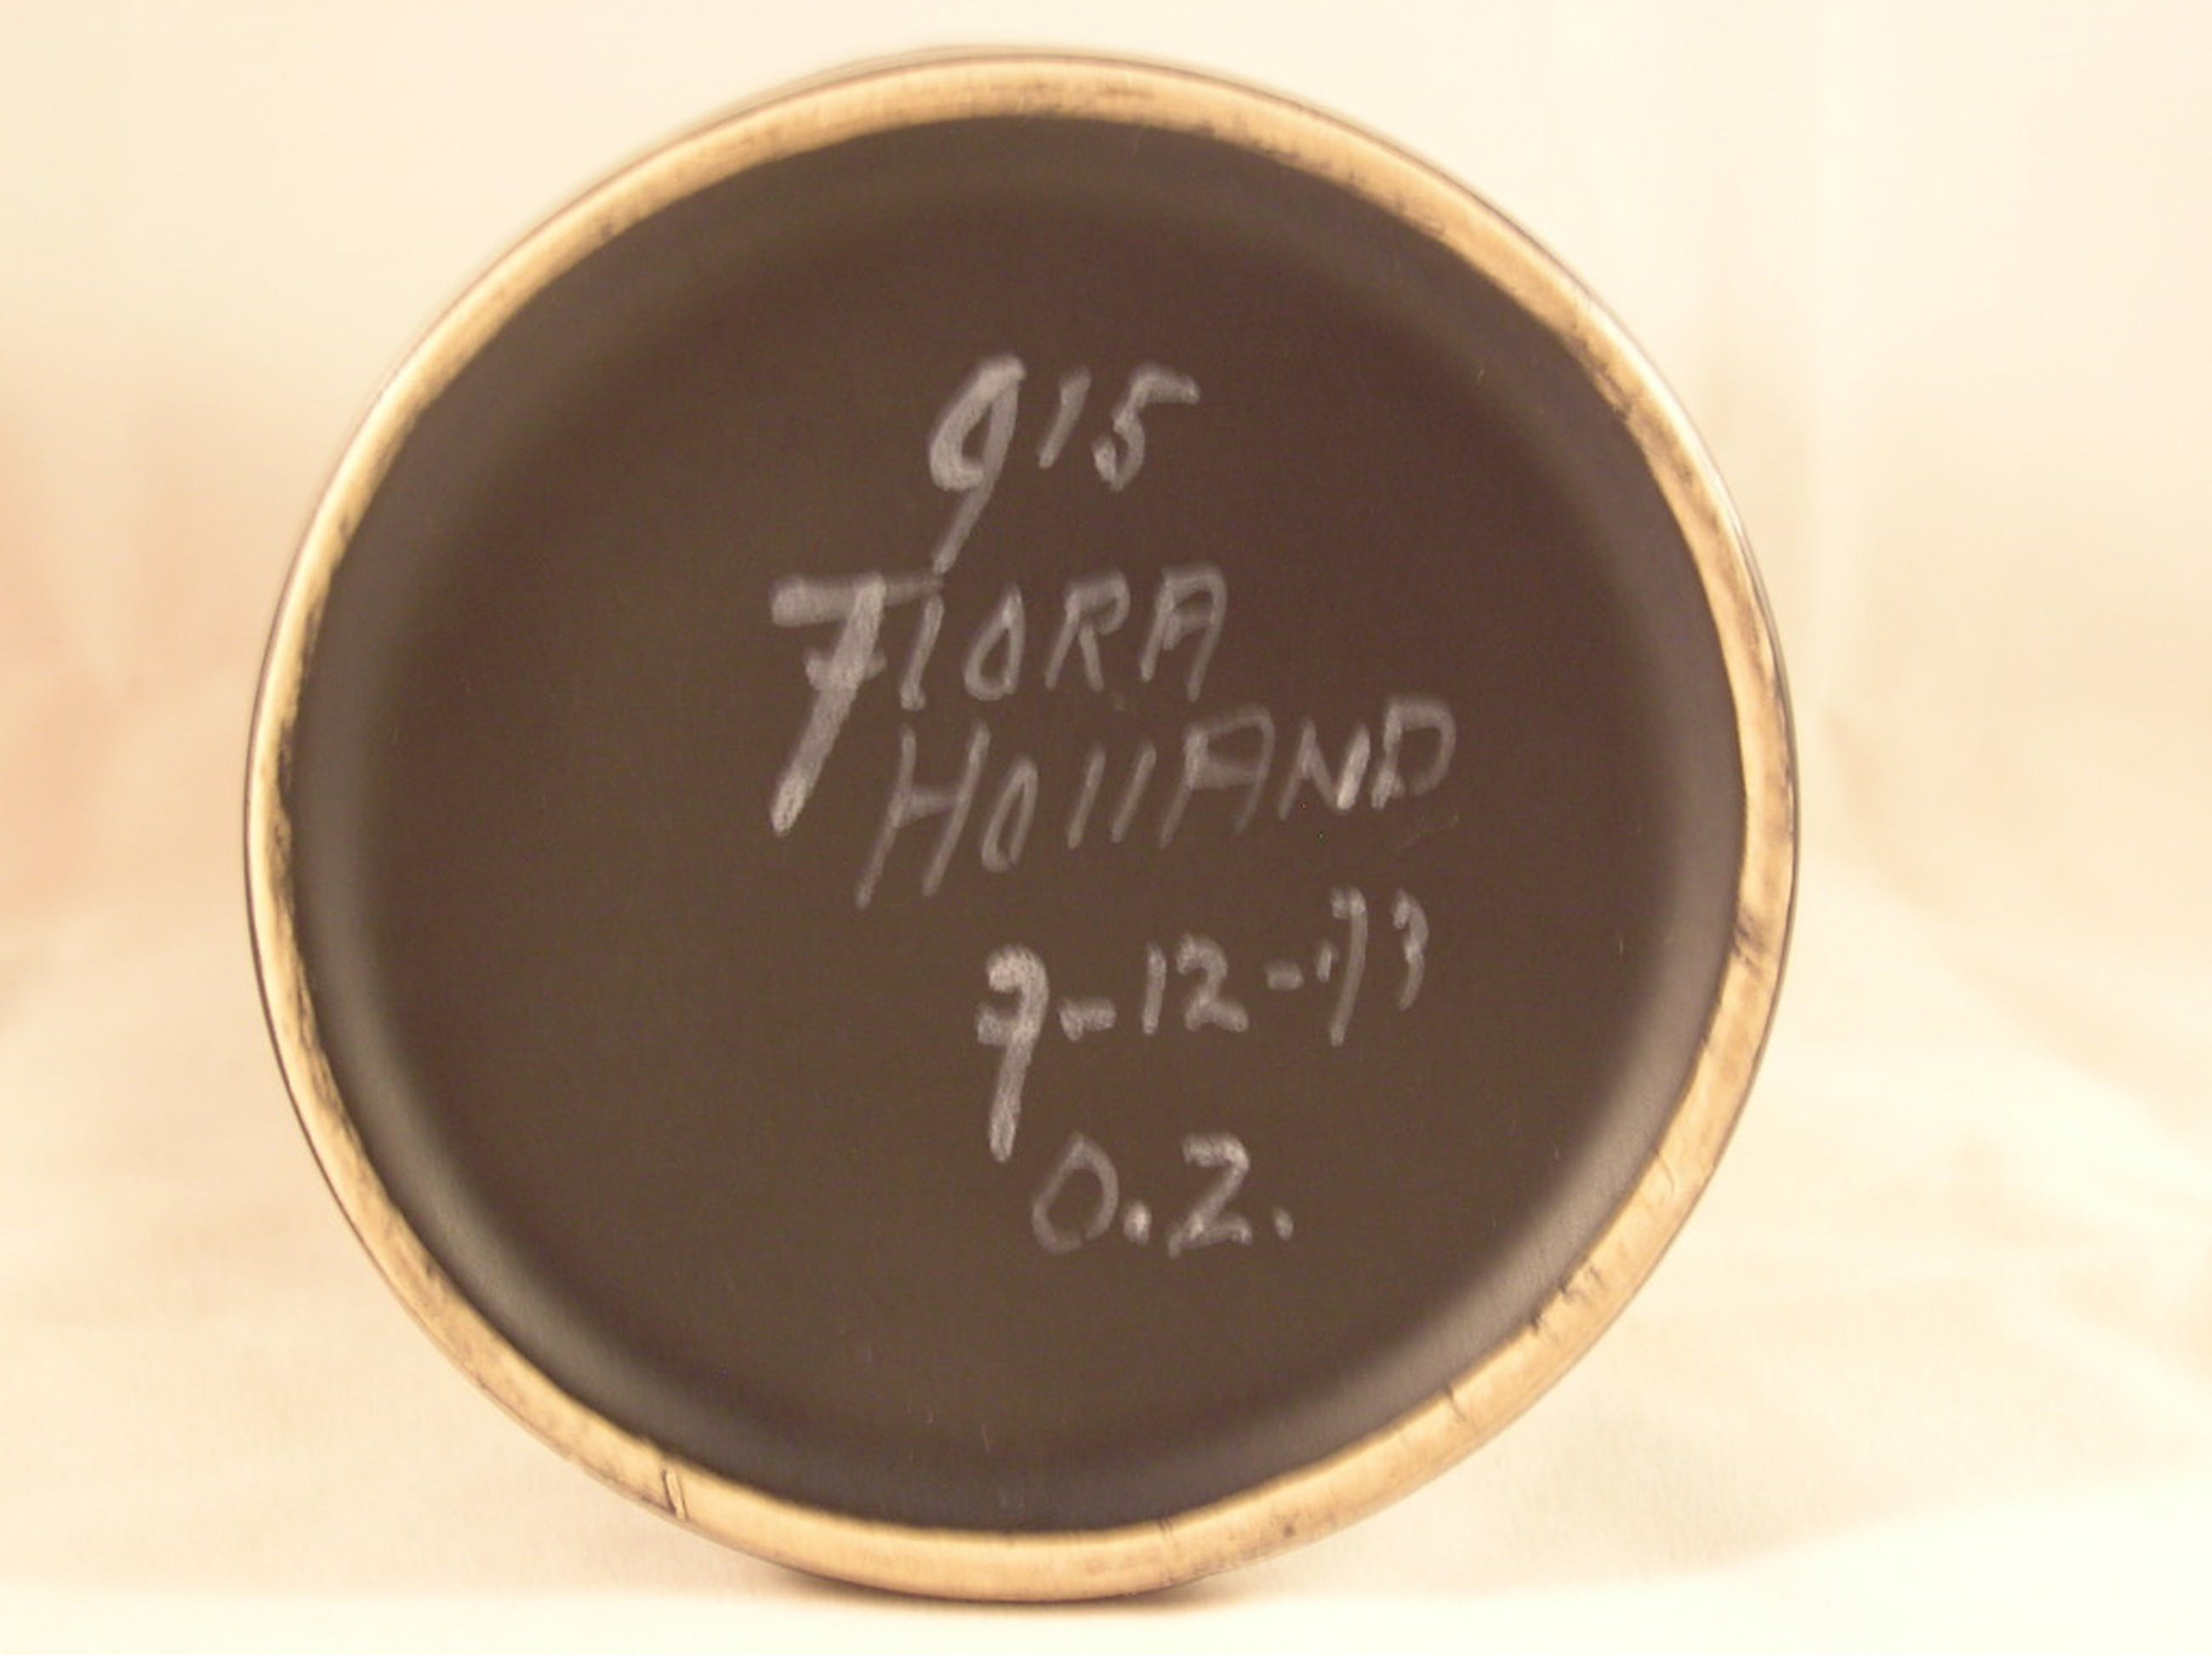 915
FlORA
HOllAND
7-12-73
O.Z.